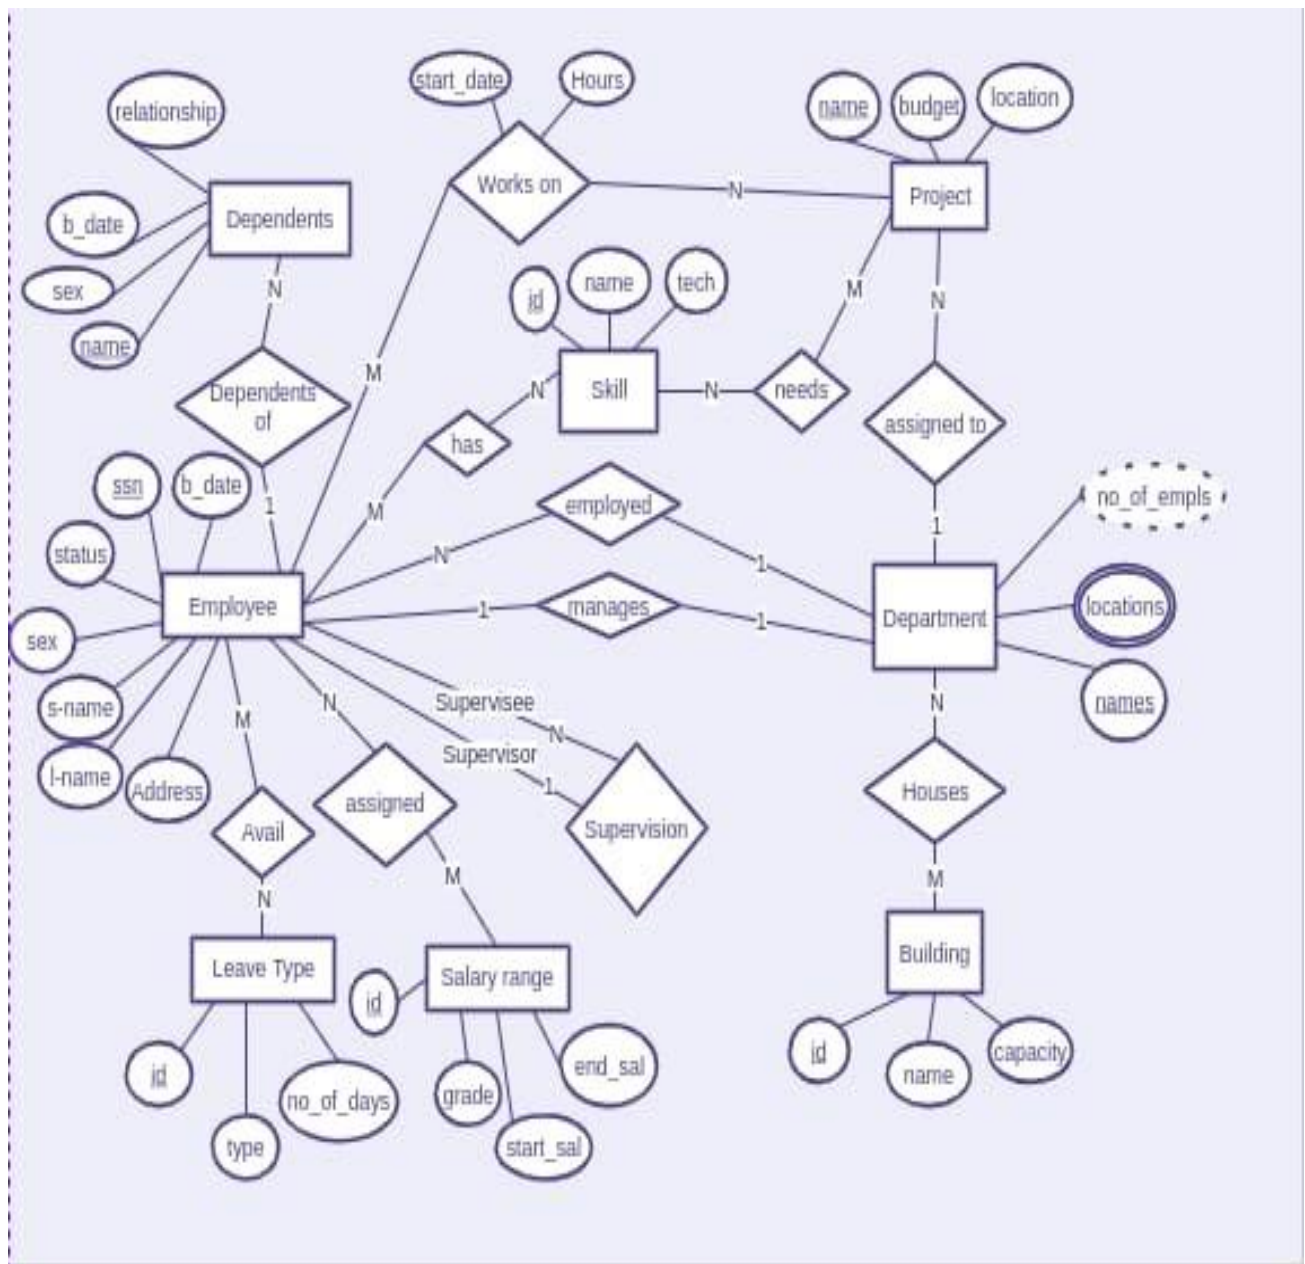 start_date
Hours
name
budget
location
relationship
Works on
Project
Dependents
b_date
sex
name
N
N
M
N
id
name
tech
M
Dependents
of
N
Skill
N
needs
has
assigned to
ssn
b_date
1
M
employed
no_of_empls
status
N
1
1
Employee
1
manages
1
Department
locations
sex
s-name
M
N
Supervisee
N
Supervisor
1
N
names
l-name
Address
Avail
assigned
Supervision
Houses
N
M
M
Leave Type
id
Salary range
Building
id
type
no_of_days
grade
start_sal
end_sal
id
name
capacity